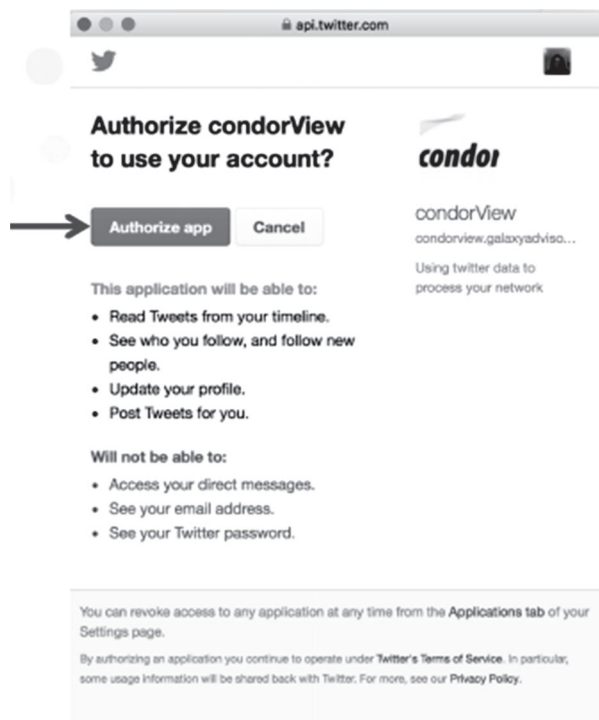 api.twitter.com
Authorize condorView
to use your account?
condor
Authorize app
Cancel
condorView
condorview.galaxyadviso...
Using twitter data to
process your network
This application will be able to:
• Read Tweets from your timeline.
• See who you follow, and follow new
people.
• Update your profile.
• Post Tweets for you.
Will not be able to:
• Access your direct messages.
• See your email address.
• See your Twitter password.
You can revoke access to any application at any time from the Applications tab of your
Settings page.
By authorizing an application you continue to operate under Twitter's Terms of Service. In particular,
some usage information will be shared back with Twitter. For more, see our Privacy Policy.